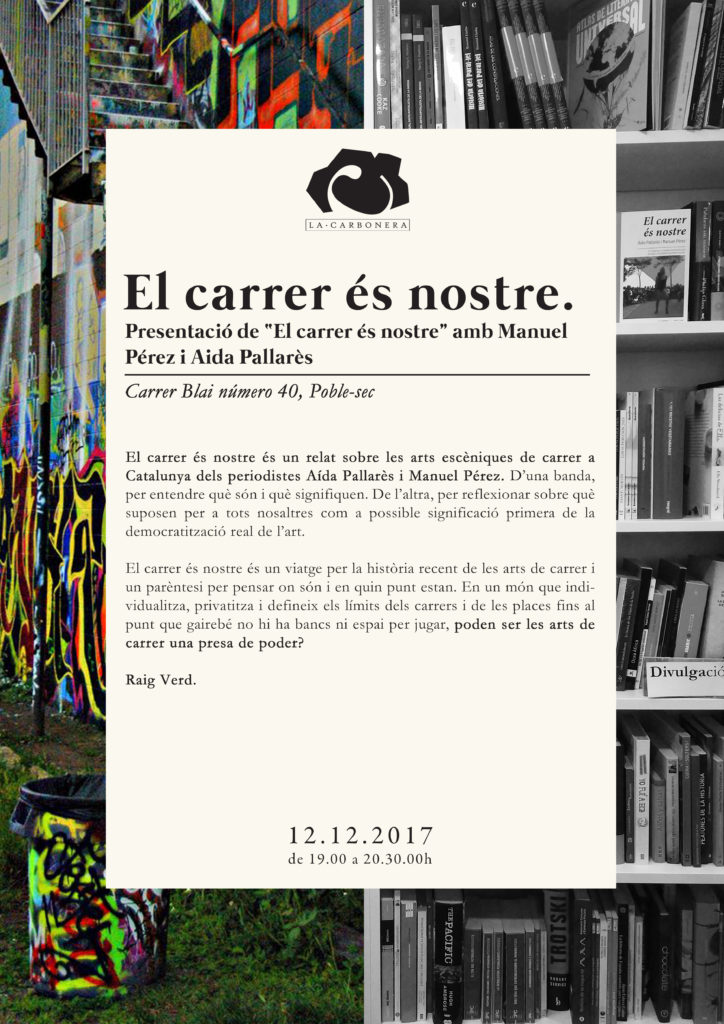 LA·CARBONERA
El carrer és nostre.
Presentació de "El carrer és nostre" amb Manuel
Pérez i Aida Pallarès
Carrer Blai número 40, Poble-sec
El carrer és nostre és un relat sobre les arts escèniques de carrer a
Catalunya dels periodistes Aída Pallarès i Manuel Pérez. D'una banda,
per entendre què són i què signifiquen. De l'altra, per reflexionar sobre què
suposen per a tots nosaltres com a possible significació primera de la
democratització real de l'art.
El carrer és nostre és un viatge per la història recent de les arts de carrer i
un parèntesi per pensar on són i en quin punt estan. En un món que indi-
vidualitza, privatitza i defineix els límits dels carrers i de les places fins al
punt que gairebé no hi ha bancs ni espai per jugar, poden ser les arts de
carrer una presa de poder?
Raig Verd.
12.12.2017
de 19.00 a 20.30.00h
UNIVERSAL
El carrer
és nostre
Divulgació
PACIFIC
HUGH
AMBROSE
TROTSKI
chocolate